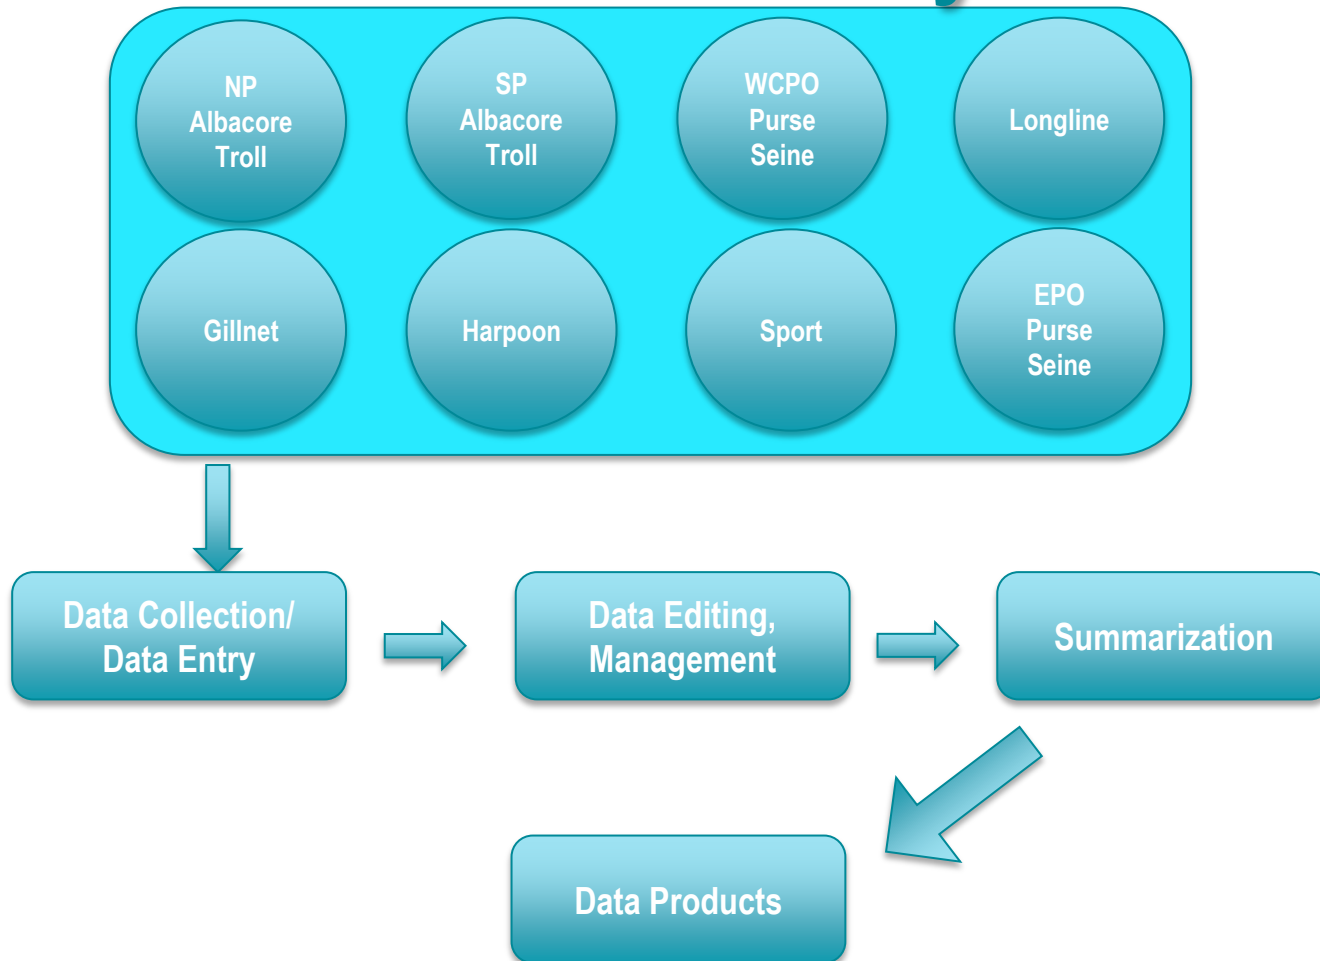 NP
Albacore
Troll
SP
Albacore
Troll
WCPO
Purse
Seine
Longline
Gillnet
Harpoon
Sport
EPO
Purse
Seine
Data Collection/
Data Entry
Data Editing,
Management
Summarization
Data Products